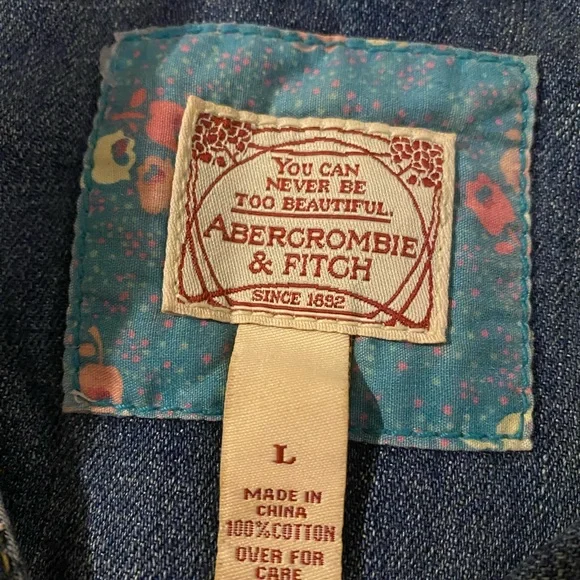 YOU CAN
NEVER BE
TOO BEAUTIFUL.
ABERCROMBIE
& FITCH
SINCE 1892
L
MADE IN
CHINA
100% COTTON
OVER FOR
CARE